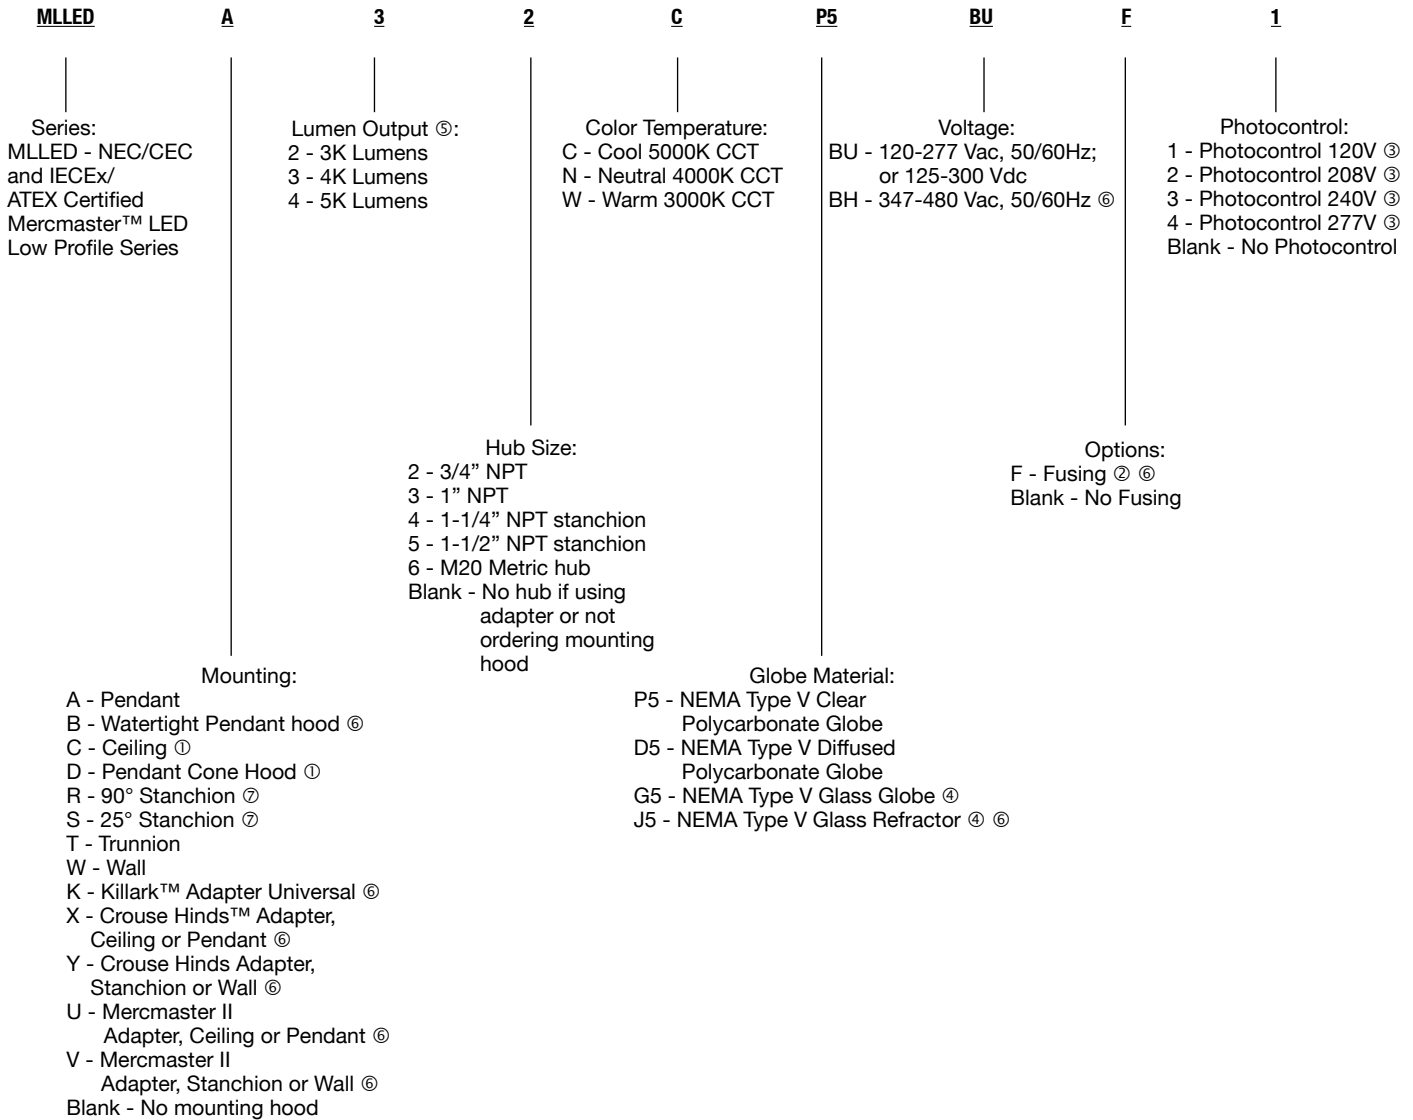 MLLED A 3 2 C P5 BU F 1
Series:
MLLED - NEC/CEC
and IECEx/
ATEX Certified
Mercmaster™ LED
Low Profile Series
Lumen Output ⑤:
2 - 3K Lumens
3 - 4K Lumens
4 - 5K Lumens
Color Temperature:
C - Cool 5000K CCT
N - Neutral 4000K CCT
W - Warm 3000K CCT
Voltage:
BU - 120-277 Vac, 50/60Hz;
or 125-300 Vdc
BH - 347-480 Vac, 50/60Hz ⑥
Photocontrol:
1 - Photocontrol 120V ③
2 - Photocontrol 208V ③
3 - Photocontrol 240V ③
4 - Photocontrol 277V ③
Blank - No Photocontrol
Hub Size:
2 - 3/4” NPT
3 - 1” NPT
4 - 1-1/4” NPT stanchion
5 - 1-1/2” NPT stanchion
6 - M20 Metric hub
Blank - No hub if using
adapter or not
ordering mounting
hood
Options:
F - Fusing ② ⑥
Blank - No Fusing
Mounting:
A - Pendant
B - Watertight Pendant hood ⑥
C - Ceiling ①
D - Pendant Cone Hood ①
R - 90° Stanchion ⑦
S - 25° Stanchion ⑦
T - Trunnion
W - Wall
K - Killark™ Adapter Universal ⑥
X - Crouse Hinds™ Adapter,
Ceiling or Pendant ⑥
Y - Crouse Hinds Adapter,
Stanchion or Wall ⑥
U - Mercmaster II
Adapter, Ceiling or Pendant ⑥
V - Mercmaster II
Adapter, Stanchion or Wall ⑥
Blank - No mounting hood
Globe Material:
P5 - NEMA Type V Clear
Polycarbonate Globe
D5 - NEMA Type V Diffused
Polycarbonate Globe
G5 - NEMA Type V Glass Globe ④
J5 - NEMA Type V Glass Refractor ④ ⑥